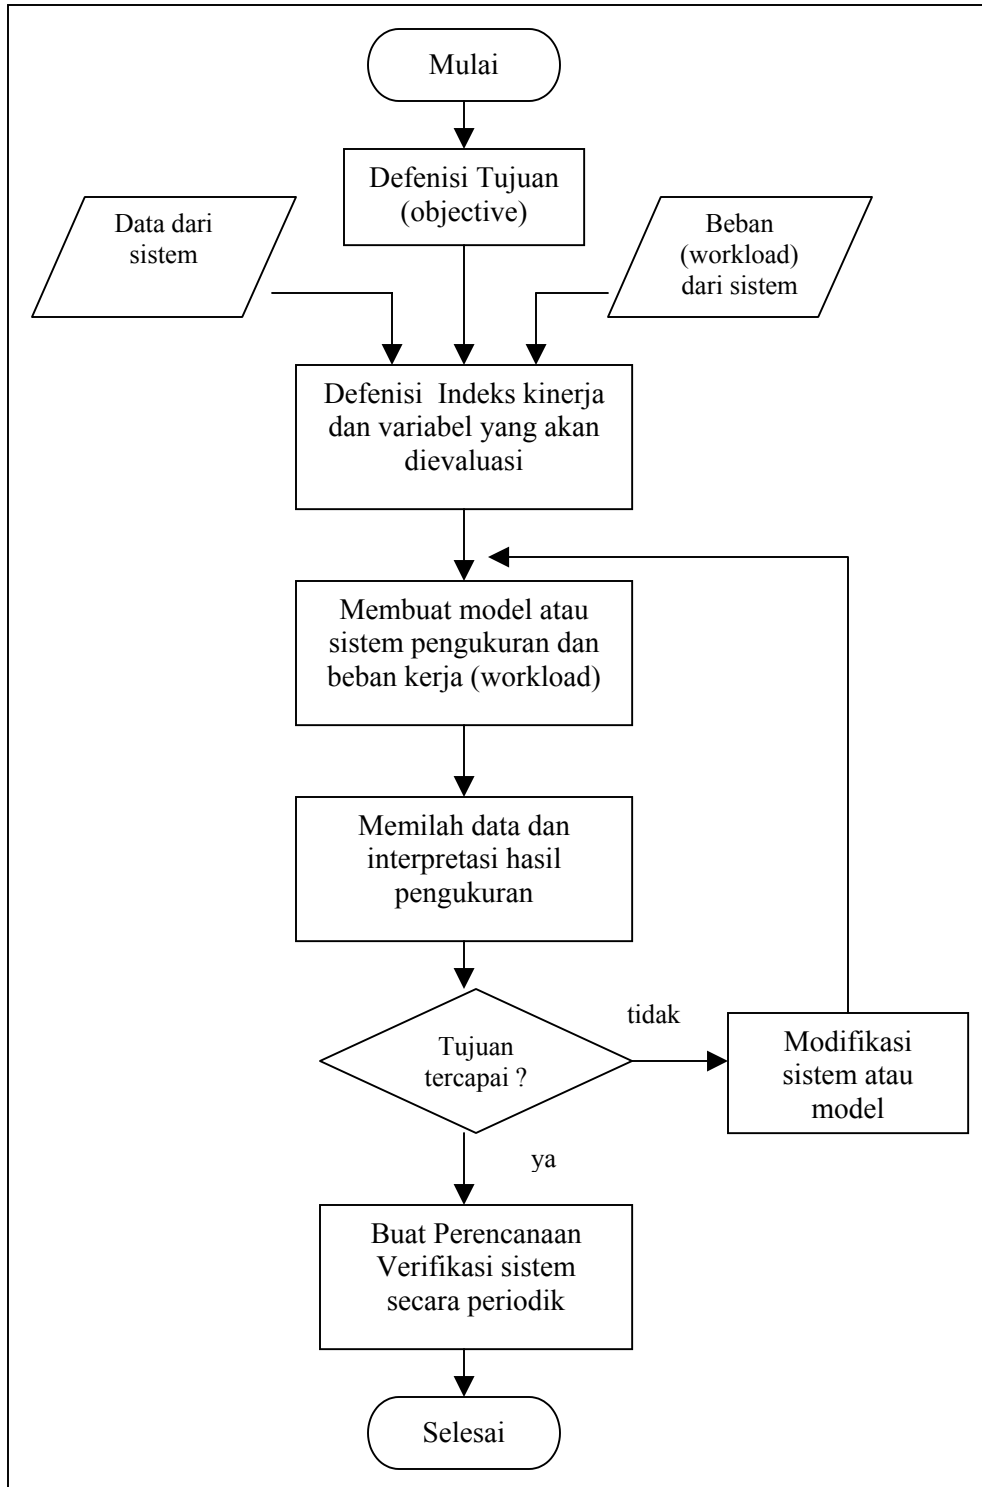 Mulai
Defenisi Tujuan
(objective)
Data dari
sistem
Beban
(workload)
dari sistem
Defenisi Indeks kinerja
dan variabel yang akan
dievaluasi
Membuat model atau
sistem pengukuran dan
beban kerja (workload)
Memilah data dan
interpretasi hasil
pengukuran
Tujuan
tercapai ?
tidak
Modifikasi
sistem atau
model
ya
Buat Perencanaan
Verifikasi sistem
secara periodik
Selesai